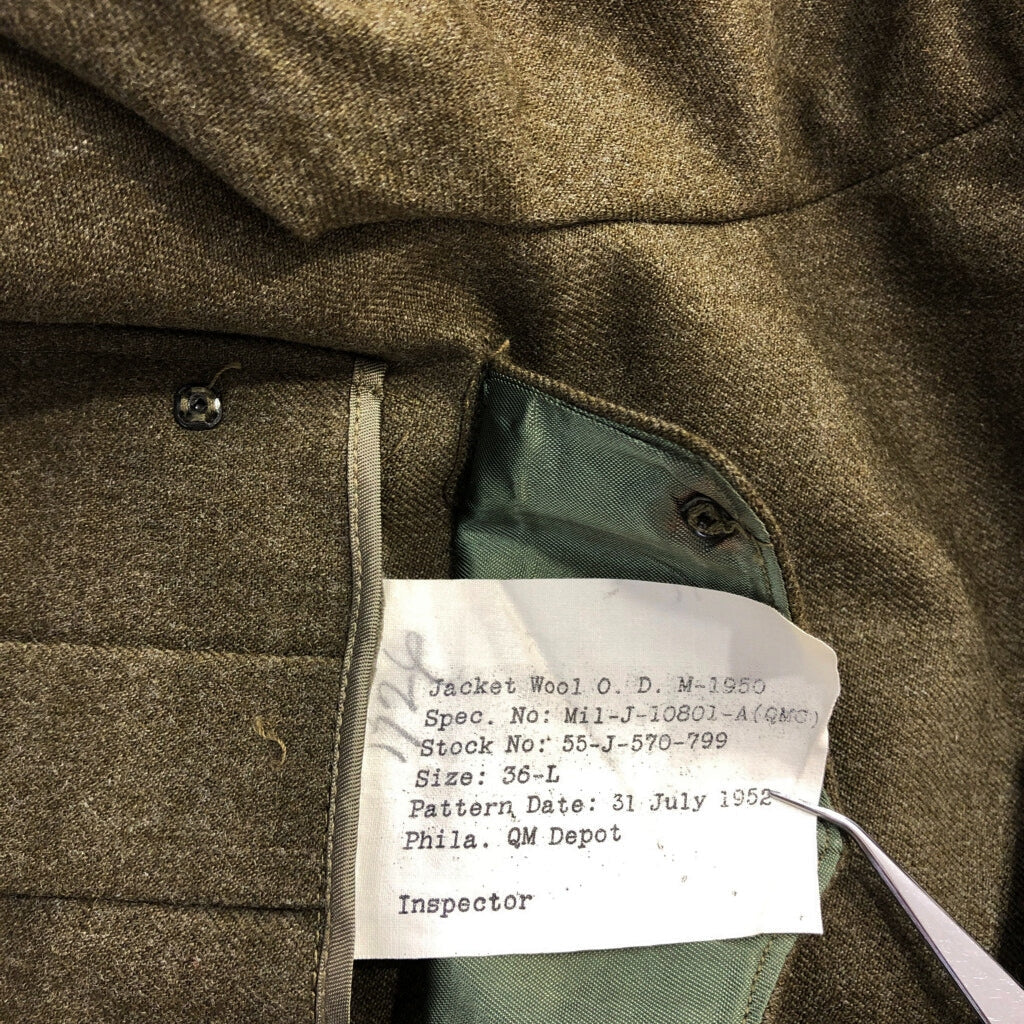 Jacket Wool O. D. M-1950
Spec. No: Mil-J-10801-A(QMC)
Stock No: 55-J-570-799
Size: 36-L
Pattern Date: 31 July 1952
Phila. QM Depot
Inspector